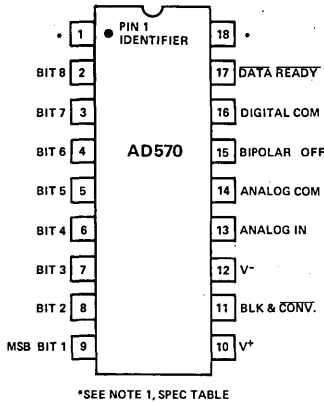 * 1 PIN 1 IDENTIFIER 18 *
BIT 8 2 17 DATA READY
BIT 7 3 16 DIGITAL COM
BIT 6 4 AD570 15 BIPOLAR OFF
BIT 5 5 14 ANALOG COM
BIT 4 6 13 ANALOG IN
BIT 3 7 12 V-
BIT 2 8 11 BLK & CONV.
MSB BIT 1 9 10 V+
*SEE NOTE 1, SPEC TABLE